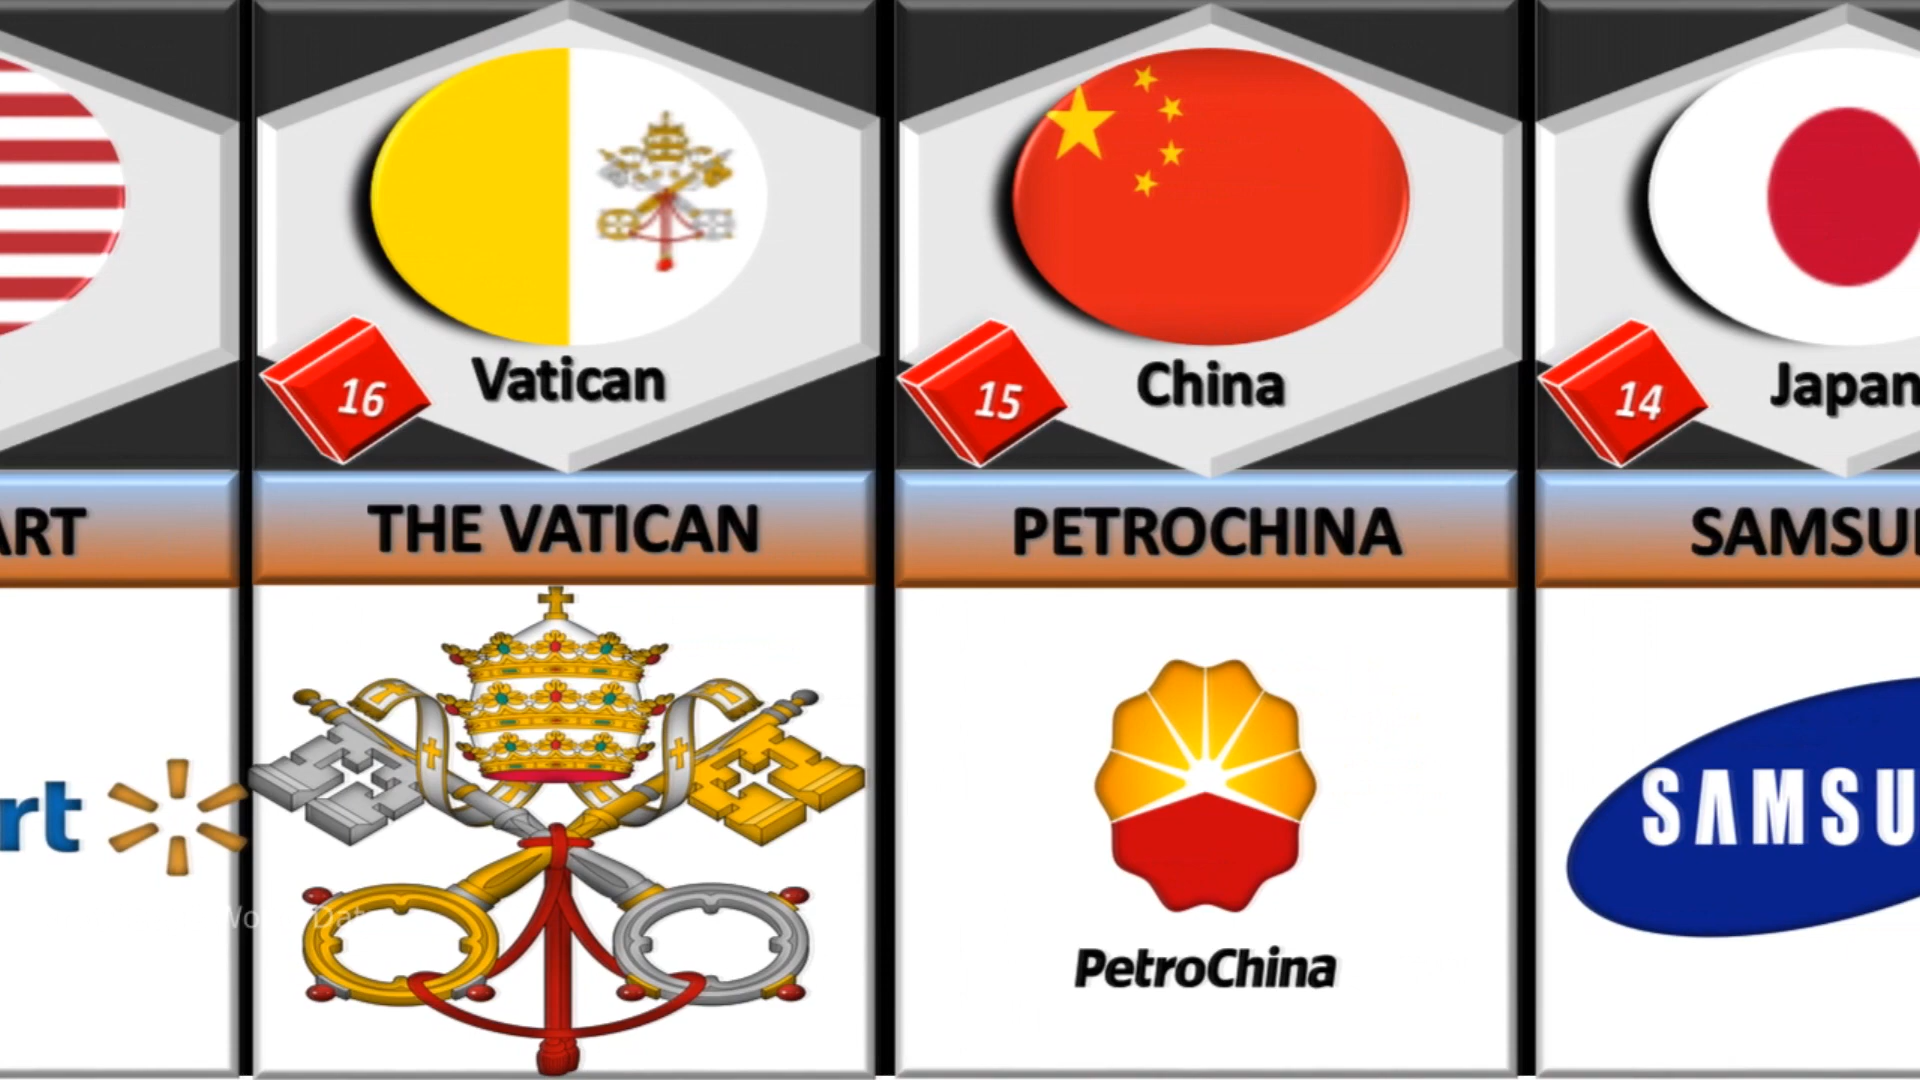 16
Vatican
15
China
14
Japan
ART
THE VATICAN
PETROCHINA
SAMSU
rt
SAMSU
PetroChina